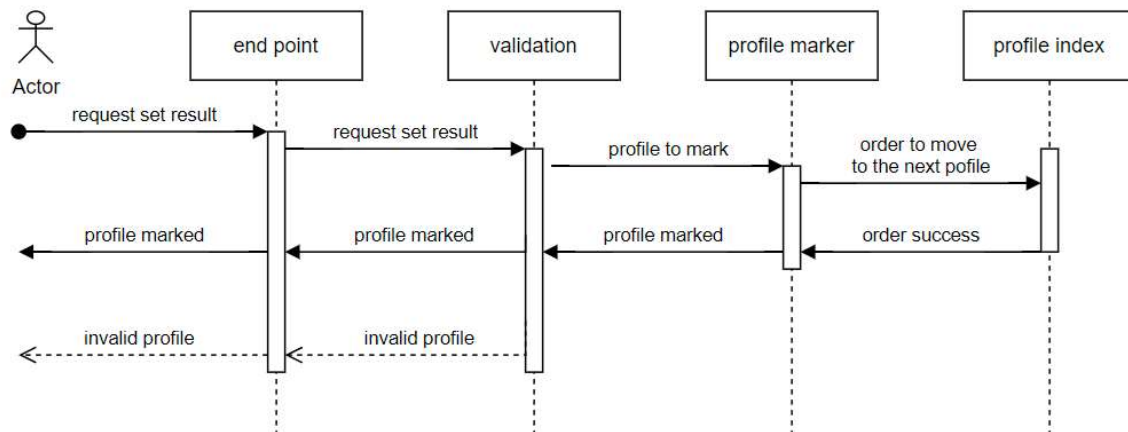 end point
validation
profile marker
profile index
Actor
request set result
request set result
profile to mark
order to move
to the next pofile
profile marked
profile marked
profile marked
order success
invalid profile
invalid profile